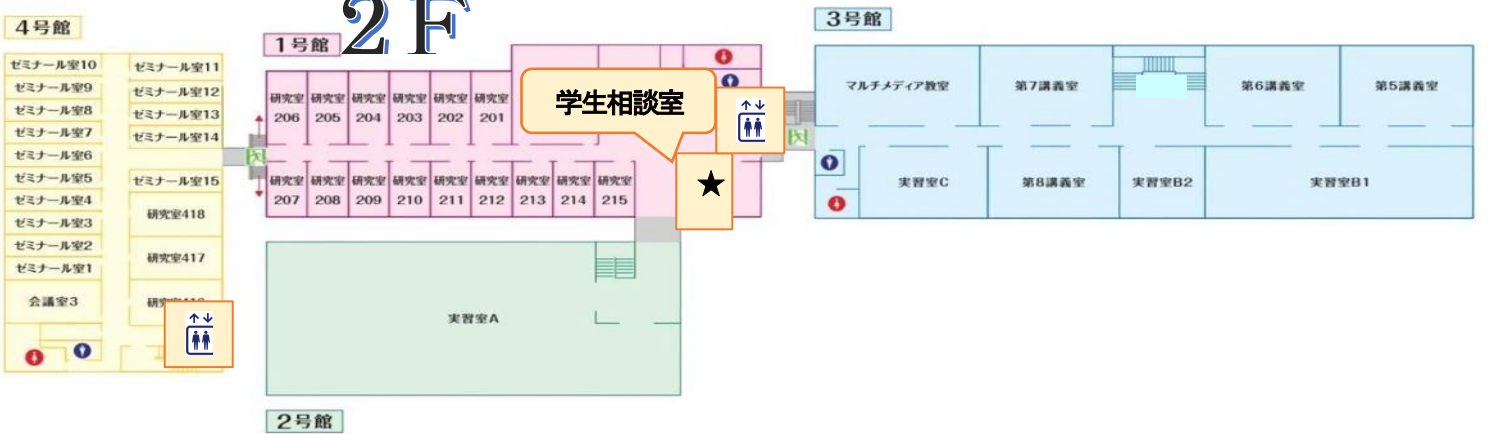 2F
4号館
ゼミナール室10
ゼミナール室9
ゼミナール室8
ゼミナール室7
ゼミナール室6
ゼミナール室5
ゼミナール室4
ゼミナール室3
ゼミナール室2
ゼミナール室1
会議室3
ゼミナール室11
ゼミナール室12
ゼミナール室13
ゼミナール室14
ゼミナール室15
研究室418
研究室417
1号館
研究室
206
研究室
205
研究室
204
研究室
203
研究室
202
研究室
201
学生相談室
★
研究室
207
研究室
208
研究室
209
研究室
210
研究室
211
研究室
212
研究室
213
研究室
214
研究室
215
実習室A
2号館
3号館
マルチメディア教室
第7講義室
第6講義室
第5講義室
実習室C
第8講義室
実習室B2
実習室B1